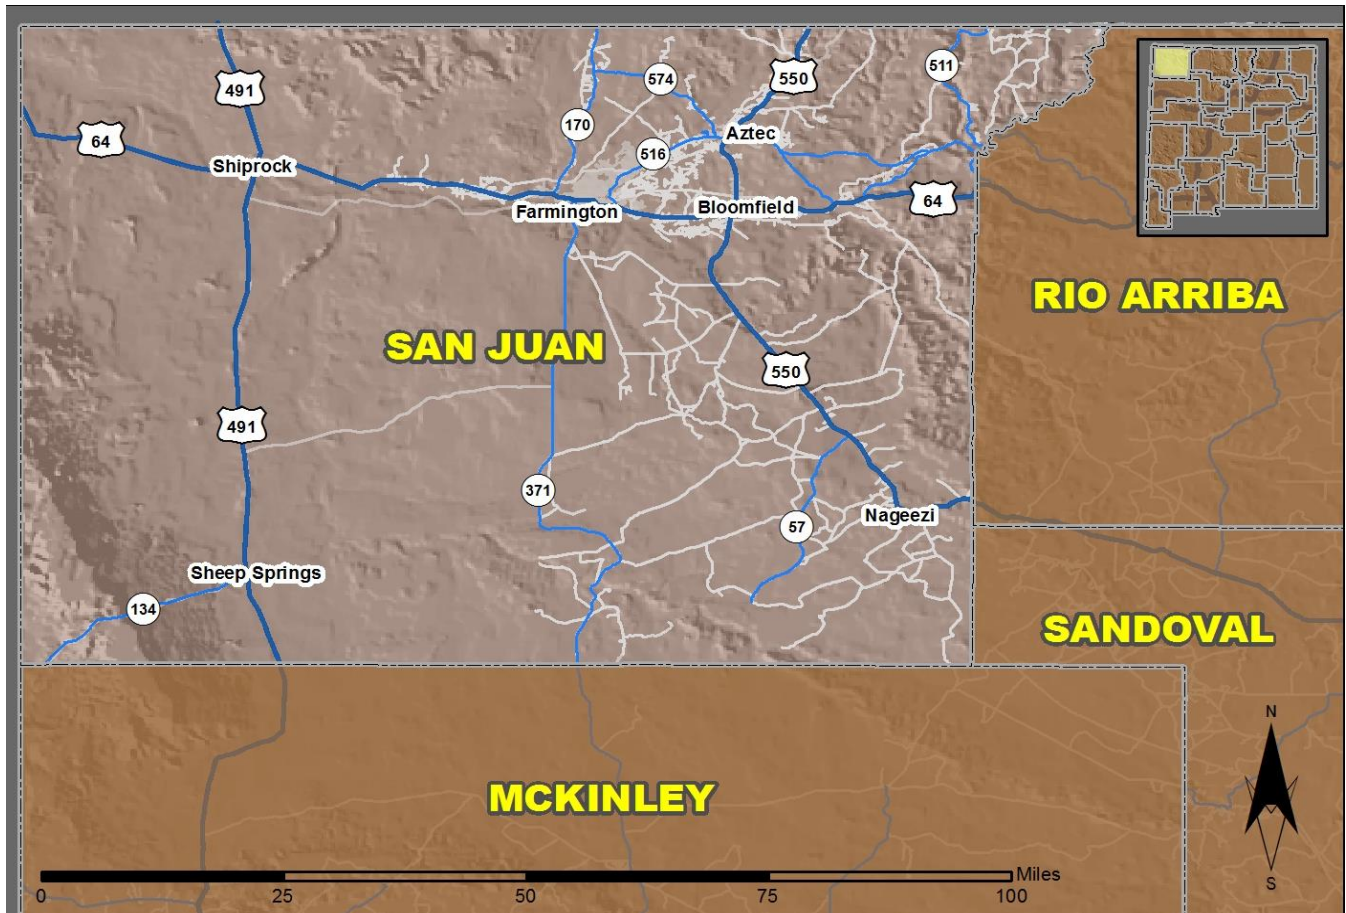 491
550
511
574
64
170
516
Aztec
Shiprock
64
Farmington
Bloomfield
RIO ARRIBA
SAN JUAN
550
491
371
57
Nageezi
Sheep Springs
134
SANDOVAL
N
MCKINLEY
Miles
0
25
50
75
100
S